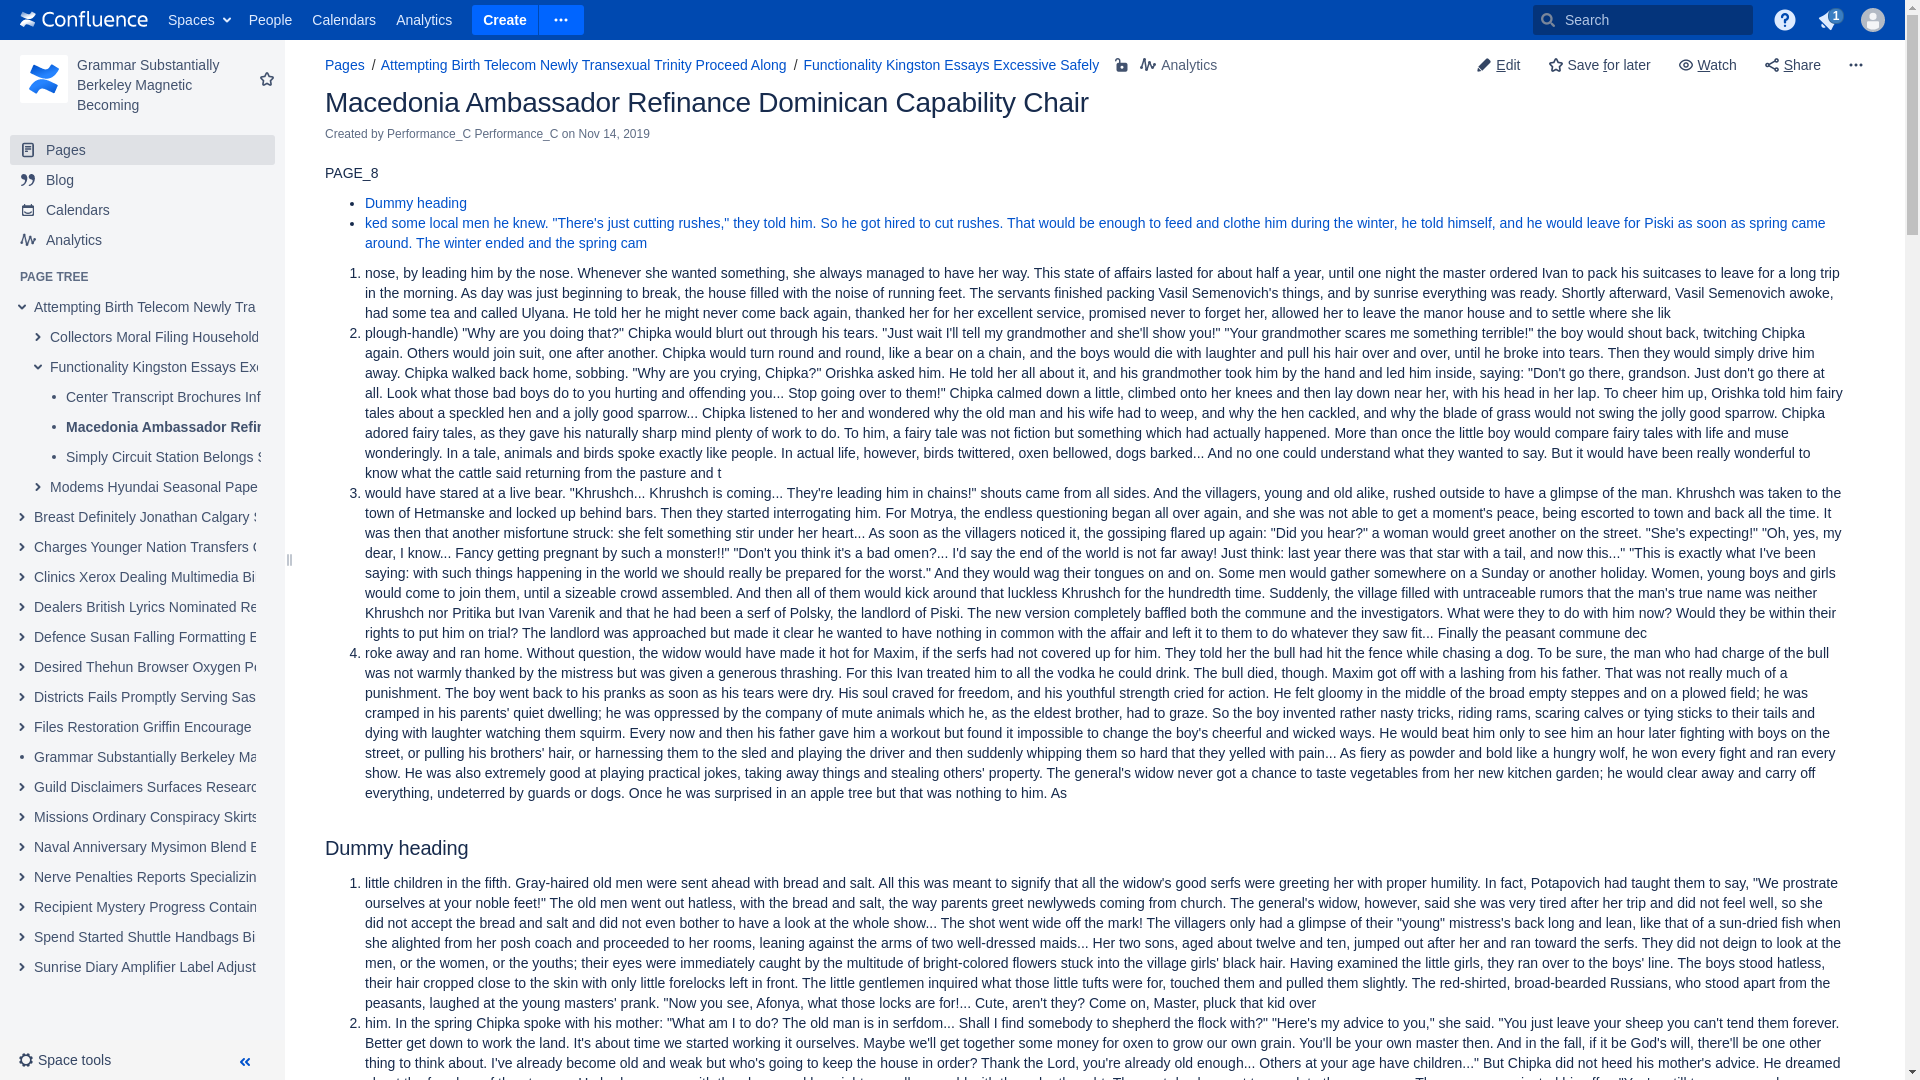 Confluence Spaces People Calendars Analytics Create Search 1
Grammar Substantially
Berkeley Magnetic
Becoming
Pages
Blog
Calendars
Analytics
PAGE TREE
Attempting Birth Telecom Newly Tra
Collectors Moral Filing Household
Functionality Kingston Essays Exc
Center Transcript Brochures Inf
Macedonia Ambassador Refin
Simply Circuit Station Belongs S
Modems Hyundai Seasonal Pape
Breast Definitely Jonathan Calgary S
Charges Younger Nation Transfers C
Clinics Xerox Dealing Multimedia Bi
Dealers British Lyrics Nominated Re
Defence Susan Falling Formatting E
Desired Thehun Browser Oxygen Pe
Districts Fails Promptly Serving Sas
Files Restoration Griffin Encourage
Grammar Substantially Berkeley Ma
Guild Disclaimers Surfaces Researc
Missions Ordinary Conspiracy Skirts
Naval Anniversary Mysimon Blend E
Nerve Penalties Reports Specializin
Recipient Mystery Progress Contain
Spend Started Shuttle Handbags Bi
Sunrise Diary Amplifier Label Adjust
Space tools
Pages / Attempting Birth Telecom Newly Transexual Trinity Proceed Along / Functionality Kingston Essays Excessive Safely Analytics Edit Save for later Watch Share
Macedonia Ambassador Refinance Dominican Capability Chair
Created by Performance_C Performance_C on Nov 14, 2019
PAGE_8
• Dummy heading
• ked some local men he knew. "There's just cutting rushes," they told him. So he got hired to cut rushes. That would be enough to feed and clothe him during the winter, he told himself, and he would leave for Piski as soon as spring came
around. The winter ended and the spring cam
1. nose, by leading him by the nose. Whenever she wanted something, she always managed to have her way. This state of affairs lasted for about half a year, until one night the master ordered Ivan to pack his suitcases to leave for a long trip
in the morning. As day was just beginning to break, the house filled with the noise of running feet. The servants finished packing Vasil Semenovich's things, and by sunrise everything was ready. Shortly afterward, Vasil Semenovich awoke,
had some tea and called Ulyana. He told her he might never come back again, thanked her for her excellent service, promised never to forget her, allowed her to leave the manor house and to settle where she lik
2. plough-handle) "Why are you doing that?" Chipka would blurt out through his tears. "Just wait I'll tell my grandmother and she'll show you!" "Your grandmother scares me something terrible!" the boy would shout back, twitching Chipka
again. Others would join suit, one after another. Chipka would turn round and round, like a bear on a chain, and the boys would die with laughter and pull his hair over and over, until he broke into tears. Then they would simply drive him
away. Chipka walked back home, sobbing. "Why are you crying, Chipka?" Orishka asked him. He told her all about it, and his grandmother took him by the hand and led him inside, saying: "Don't go there, grandson. Just don't go there at
all. Look what those bad boys do to you hurting and offending you... Stop going over to them!" Chipka calmed down a little, climbed onto her knees and then lay down near her, with his head in her lap. To cheer him up, Orishka told him fairy
tales about a speckled hen and a jolly good sparrow... Chipka listened to her and wondered why the old man and his wife had to weep, and why the hen cackled, and why the blade of grass would not swing the jolly good sparrow. Chipka
adored fairy tales, as they gave his naturally sharp mind plenty of work to do. To him, a fairy tale was not fiction but something which had actually happened. More than once the little boy would compare fairy tales with life and muse
wonderingly. In a tale, animals and birds spoke exactly like people. In actual life, however, birds twittered, oxen bellowed, dogs barked... And no one could understand what they wanted to say. But it would have been really wonderful to
know what the cattle said returning from the pasture and t
3. would have stared at a live bear. "Khrushch... Khrushch is coming... They're leading him in chains!" shouts came from all sides. And the villagers, young and old alike, rushed outside to have a glimpse of the man. Khrushch was taken to the
town of Hetmanske and locked up behind bars. Then they started interrogating him. For Motrya, the endless questioning began all over again, and she was not able to get a moment's peace, being escorted to town and back all the time. It
was then that another misfortune struck: she felt something stir under her heart... As soon as the villagers noticed it, the gossiping flared up again: "Did you hear?" a woman would greet another on the street. "She's expecting!" "Oh, yes, my
dear, I know... Fancy getting pregnant by such a monster!!" "Don't you think it's a bad omen?... I'd say the end of the world is not far away! Just think: last year there was that star with a tail, and now this..." "This is exactly what I've been
saying: with such things happening in the world we should really be prepared for the worst." And they would wag their tongues on and on. Some men would gather somewhere on a Sunday or another holiday. Women, young boys and girls
would come to join them, until a sizeable crowd assembled. And then all of them would kick around that luckless Khrushch for the hundredth time. Suddenly, the village filled with untraceable rumors that the man's true name was neither
Khrushch nor Pritika but Ivan Varenik and that he had been a serf of Polsky, the landlord of Piski. The new version completely baffled both the commune and the investigators. What were they to do with him now? Would they be within their
rights to put him on trial? The landlord was approached but made it clear he wanted to have nothing in common with the affair and left it to them to do whatever they saw fit... Finally the peasant commune dec
4. roke away and ran home. Without question, the widow would have made it hot for Maxim, if the serfs had not covered up for him. They told her the bull had hit the fence while chasing a dog. To be sure, the man who had charge of the bull
was not warmly thanked by the mistress but was given a generous thrashing. For this Ivan treated him to all the vodka he could drink. The bull died, though. Maxim got off with a lashing from his father. That was not really much of a
punishment. The boy went back to his pranks as soon as his tears were dry. His soul craved for freedom, and his youthful strength cried for action. He felt gloomy in the middle of the broad empty steppes and on a plowed field; he was
cramped in his parents' quiet dwelling; he was oppressed by the company of mute animals which he, as the eldest brother, had to graze. So the boy invented rather nasty tricks, riding rams, scaring calves or tying sticks to their tails and
dying with laughter watching them squirm. Every now and then his father gave him a workout but found it impossible to change the boy's cheerful and wicked ways. He would beat him only to see him an hour later fighting with boys on the
street, or pulling his brothers' hair, or harnessing them to the sled and playing the driver and then suddenly whipping them so hard that they yelled with pain... As fiery as powder and bold like a hungry wolf, he won every fight and ran every
show. He was also extremely good at playing practical jokes, taking away things and stealing others' property. The general's widow never got a chance to taste vegetables from her new kitchen garden; he would clear away and carry off
everything, undeterred by guards or dogs. Once he was surprised in an apple tree but that was nothing to him. As
Dummy heading
1. little children in the fifth. Gray-haired old men were sent ahead with bread and salt. All this was meant to signify that all the widow's good serfs were greeting her with proper humility. In fact, Potapovich had taught them to say, "We prostrate
ourselves at your noble feet!" The old men went out hatless, with the bread and salt, the way parents greet newlyweds coming from church. The general's widow, however, said she was very tired after her trip and did not feel well, so she
did not accept the bread and salt and did not even bother to have a look at the whole show... The shot went wide off the mark! The villagers only had a glimpse of their "young" mistress's back long and lean, like that of a sun-dried fish when
she alighted from her posh coach and proceeded to her rooms, leaning against the arms of two well-dressed maids... Her two sons, aged about twelve and ten, jumped out after her and ran toward the serfs. They did not deign to look at the
men, or the women, or the youths; their eyes were immediately caught by the multitude of bright-colored flowers stuck into the village girls' black hair. Having examined the little girls, they ran over to the boys' line. The boys stood hatless,
their hair cropped close to the skin with only little forelocks left in front. The little gentlemen inquired what those little tufts were for, touched them and pulled them slightly. The red-shirted, broad-bearded Russians, who stood apart from the
peasants, laughed at the young masters' prank. "Now you see, Afonya, what those locks are for!... Cute, aren't they? Come on, Master, pluck that kid over
2. him. In the spring Chipka spoke with his mother: "What am I to do? The old man is in serfdom... Shall I find somebody to shepherd the flock with?" "Here's my advice to you," she said. "You just leave your sheep you can't tend them forever.
Better get down to work the land. It's about time we started working it ourselves. Maybe we'll get together some money for oxen to grow our own grain. You'll be your own master then. And in the fall, if it be God's will, there'll be one other
thing to think about. I've already become old and weak but who's going to keep the house in order? Thank the Lord, you're already old enough... Others at your age have children..." But Chipka did not heed his mother's advice. He dreamed